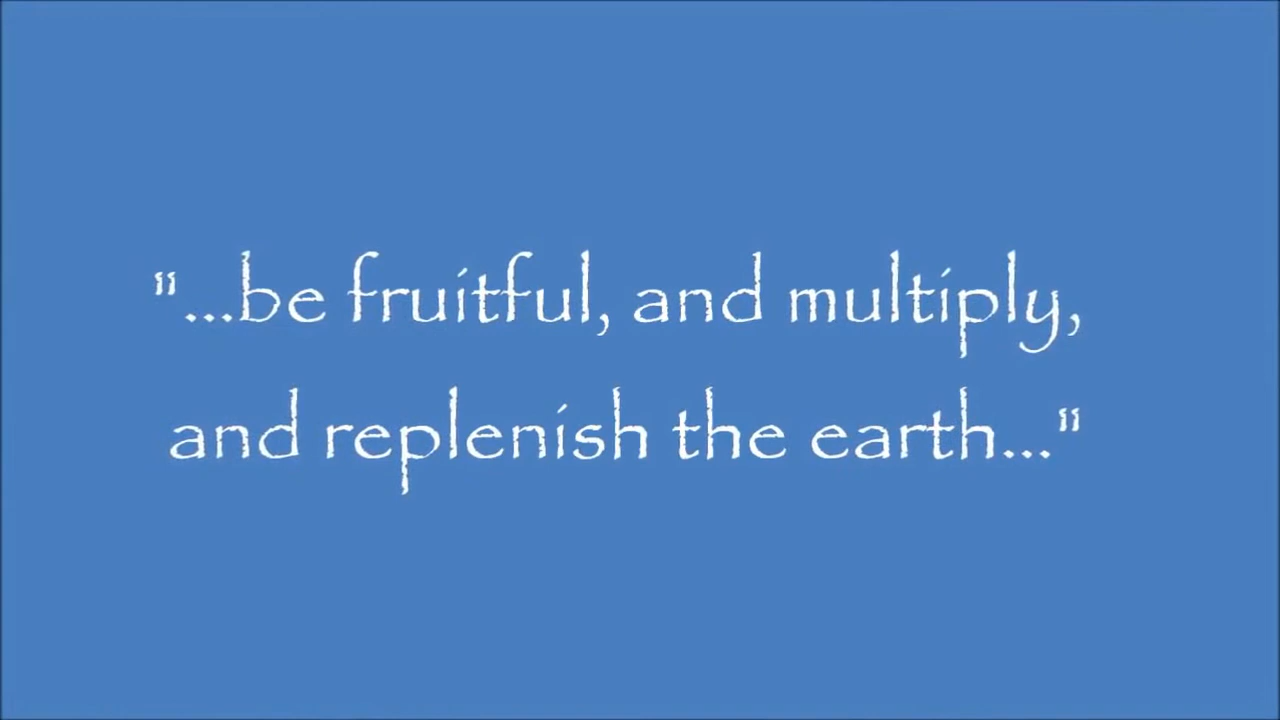 "...be fruitful, and multiply,
and replenish the earth..."